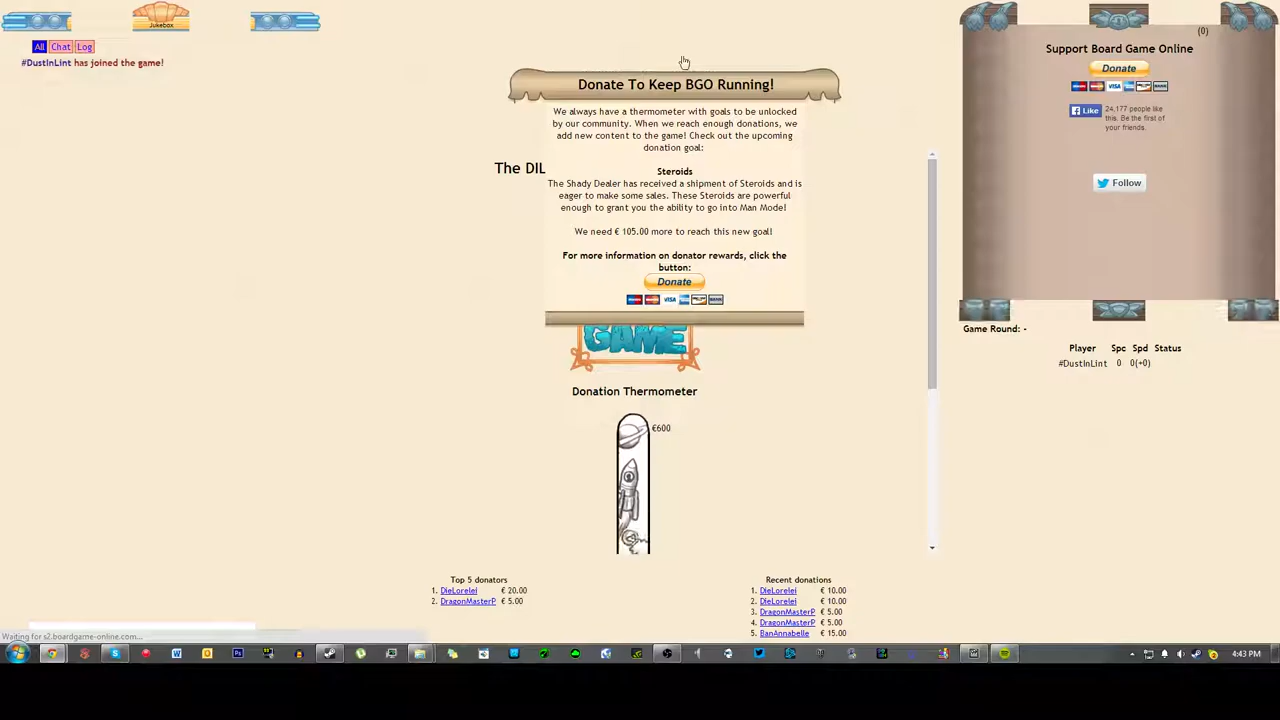 Jukebox
All Chat Log
#DustInLint has joined the game!
Donate To Keep BGO Running!
We always have a thermometer with goals to be unlocked
by our community. When we reach enough donations, we
add new content to the game! Check out the upcoming
donation goal:
The DIL
Steroids
The Shady Dealer has received a shipment of Steroids and is
eager to make some sales. These Steroids are powerful
enough to grant you the ability to go into Man Mode!
We need € 105.00 more to reach this new goal!
For more information on donator rewards, click the
button:
Donate
GAME
Donation Thermometer
€600
Top 5 donators
1. DieLorelei € 20.00
2. DragonMasterP € 5.00
Recent donations
1. DieLorelei € 10.00
2. DieLorelei € 10.00
3. DragonMasterP € 5.00
4. DragonMasterP € 5.00
5. BanAnnabelle € 15.00
(0)
Support Board Game Online
Donate
Like
24,177 people like
this. Be the first of
your friends.
Follow
Game Round: -
Player Spc Spd Status
#DustInLint 0 0(+0)
Waiting for s2.boardgame-online.com...
4:43 PM